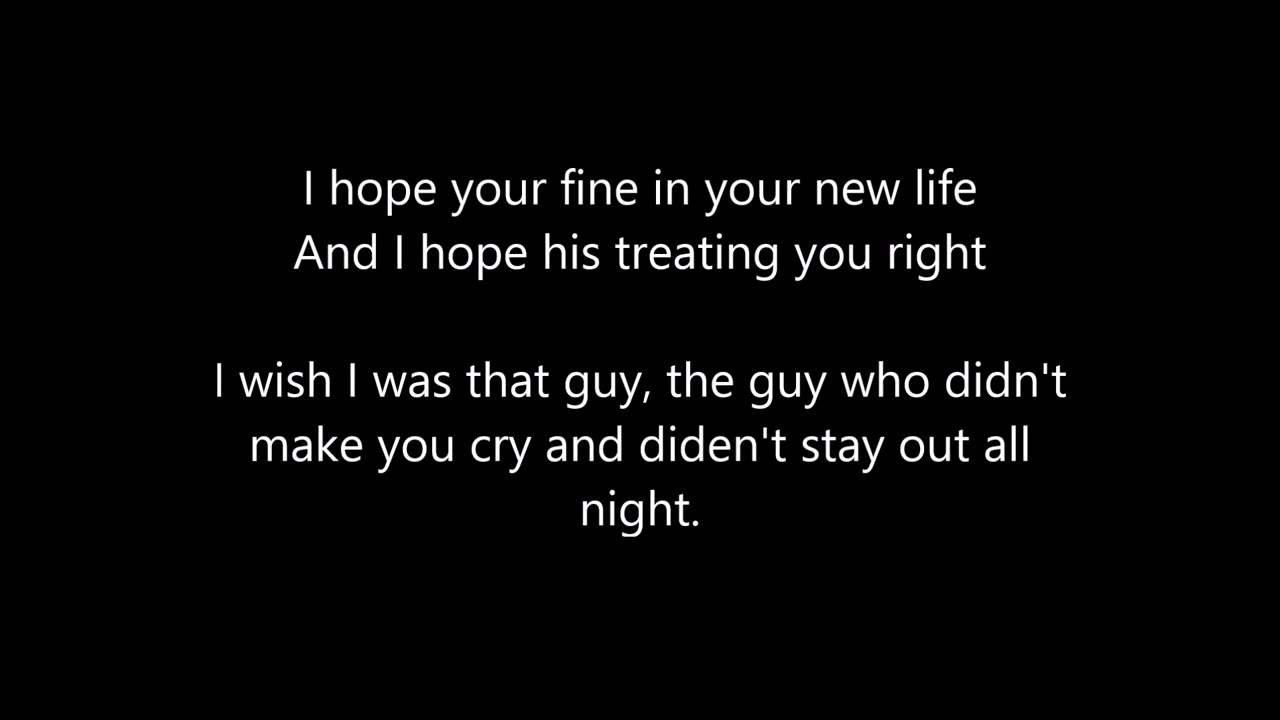 I hope your fine in your new life
And I hope his treating you right
I wish I was that guy, the guy who didn't
make you cry and diden't stay out all
night.